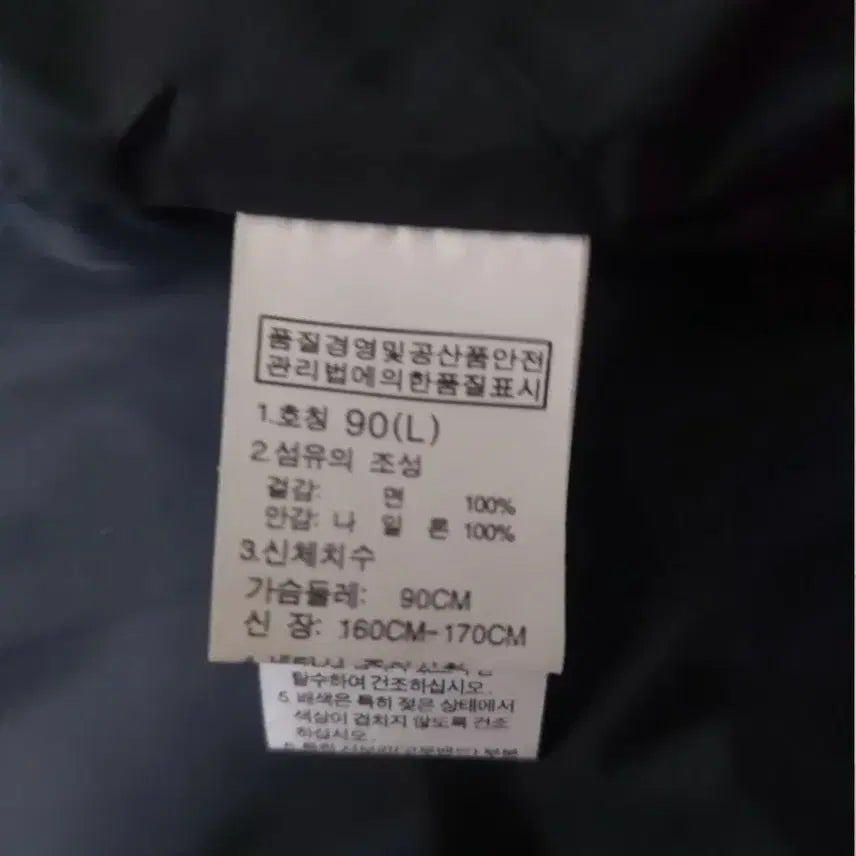 품질경영및공산품안전
관리법에의한품질표시
1.호칭 90(L)
2.섬유의 조성
겉감: 면 100%
안감: 나 일 론 100%
3.신체치수
가슴둘레: 90CM
신 장: 160CM-170CM
탈수하여 건조하십시오.
5. 배색은 특히 젖은 상태에서
색상이 겹치지 않도록 건조
하십시오.